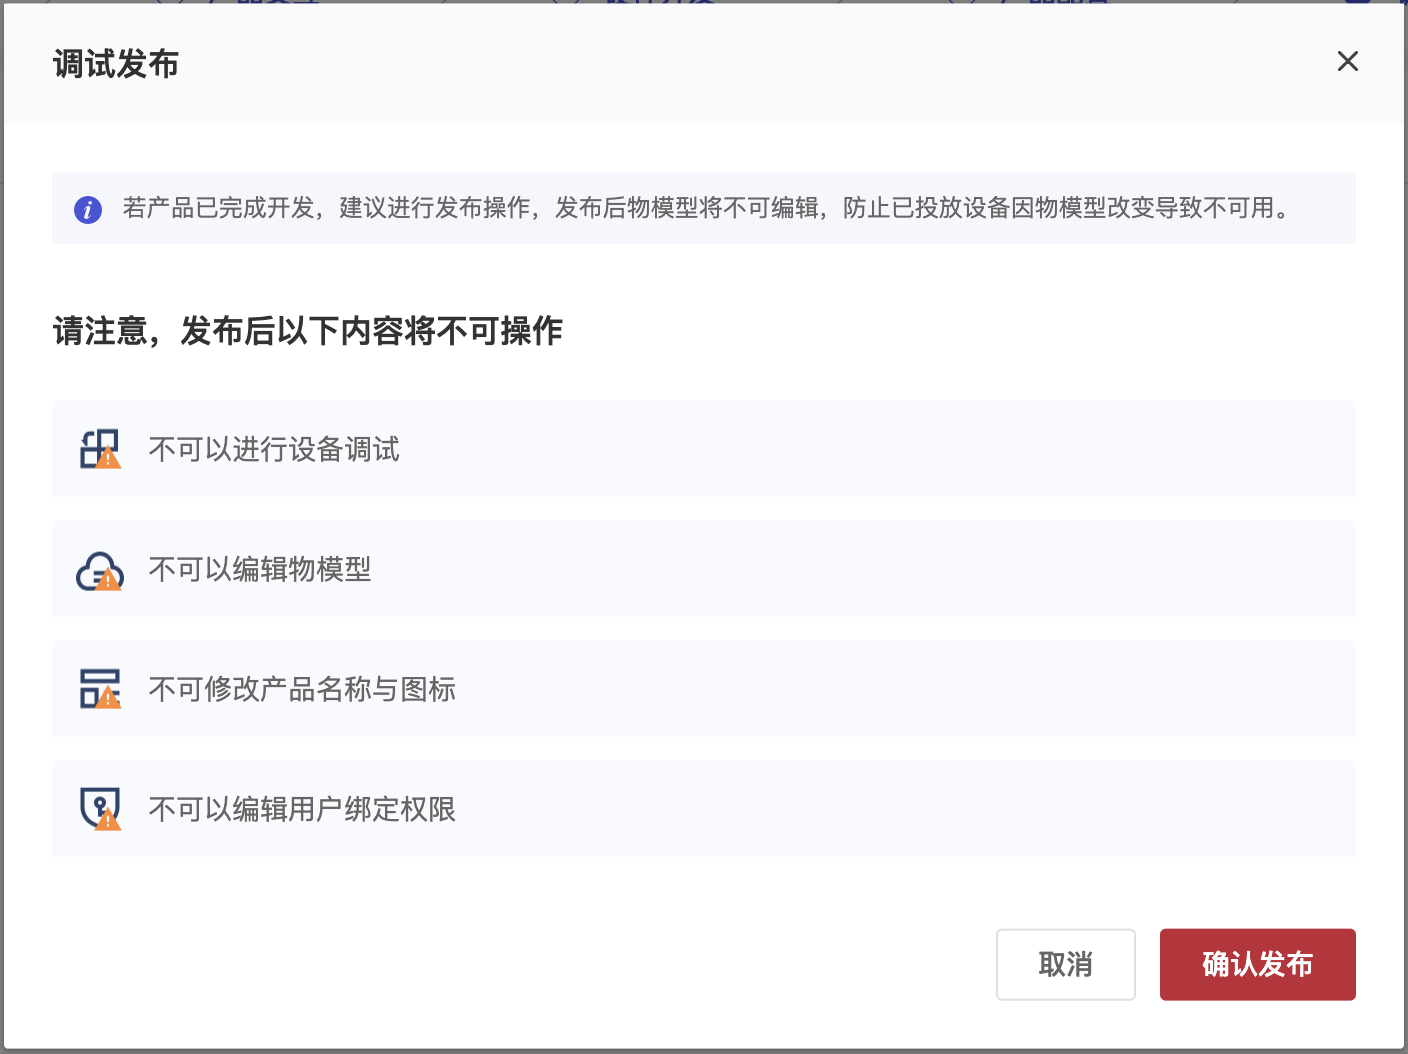 调试发布
若产品已完成开发，建议进行发布操作，发布后物模型将不可编辑，防止已投放设备因物模型改变导致不可用。
请注意，发布后以下内容将不可操作
不可以进行设备调试
不可以编辑物模型
不可修改产品名称与图标
不可以编辑用户绑定权限
取消
确认发布